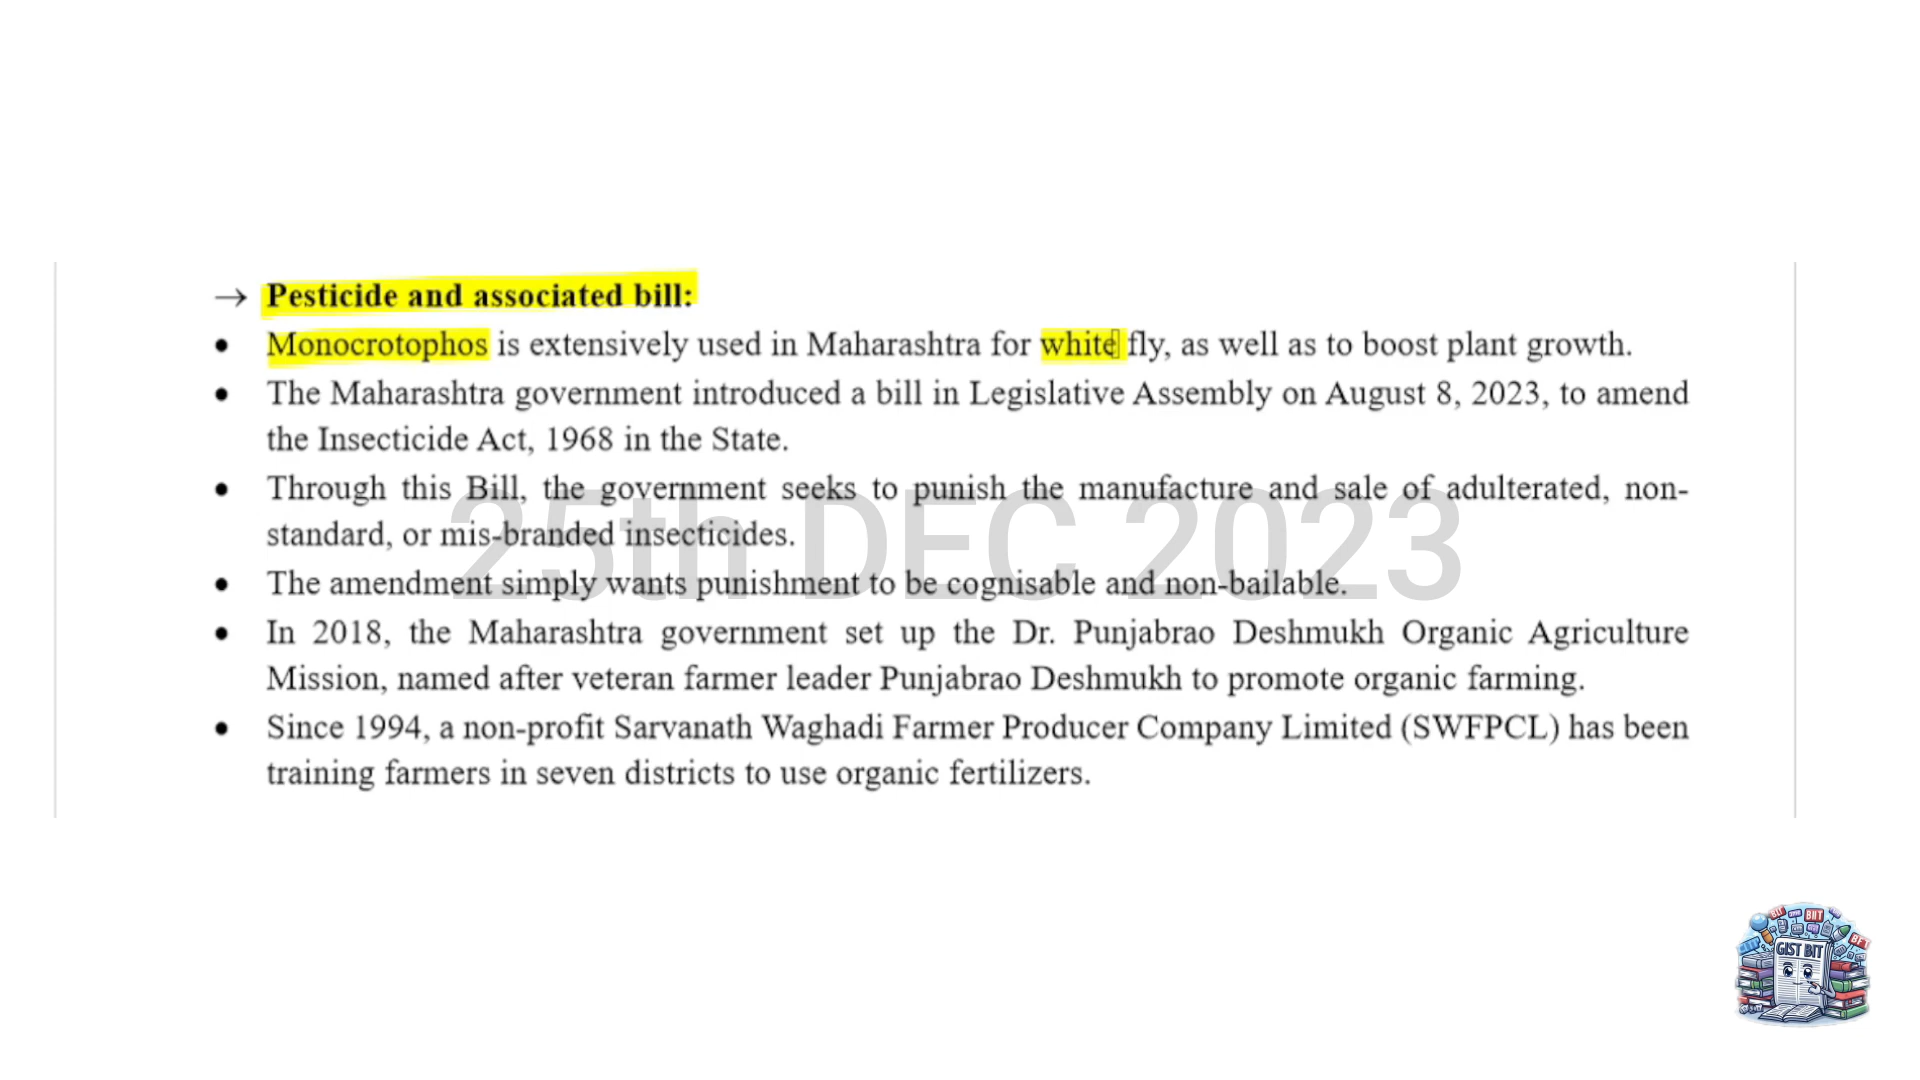 → Pesticide and associated bill:
• Monocrotophos is extensively used in Maharashtra for white fly, as well as to boost plant growth.
• The Maharashtra government introduced a bill in Legislative Assembly on August 8, 2023, to amend
the Insecticide Act, 1968 in the State.
• Through this Bill, the government seeks to punish the manufacture and sale of adulterated, non-
standard, or mis-branded insecticides.
25th DEC 2023
• The amendment simply wants punishment to be cognisable and non-bailable.
• In 2018, the Maharashtra government set up the Dr. Punjabrao Deshmukh Organic Agriculture
Mission, named after veteran farmer leader Punjabrao Deshmukh to promote organic farming.
• Since 1994, a non-profit Sarvanath Waghadi Farmer Producer Company Limited (SWFPCL) has been
training farmers in seven districts to use organic fertilizers.
GIST BIT